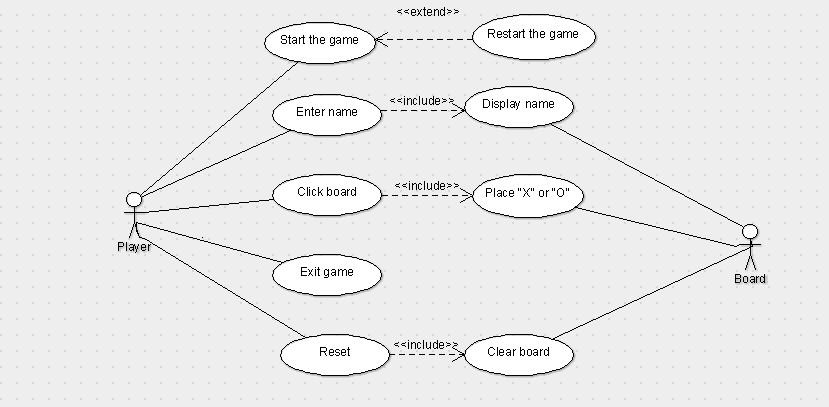 <<extend>>
Start the game
Restart the game
Enter name
<<include>>
Display name
Click board
<<include>>
Place "X" or "O"
Player
Exit game
Board
Reset
<<include>>
Clear board